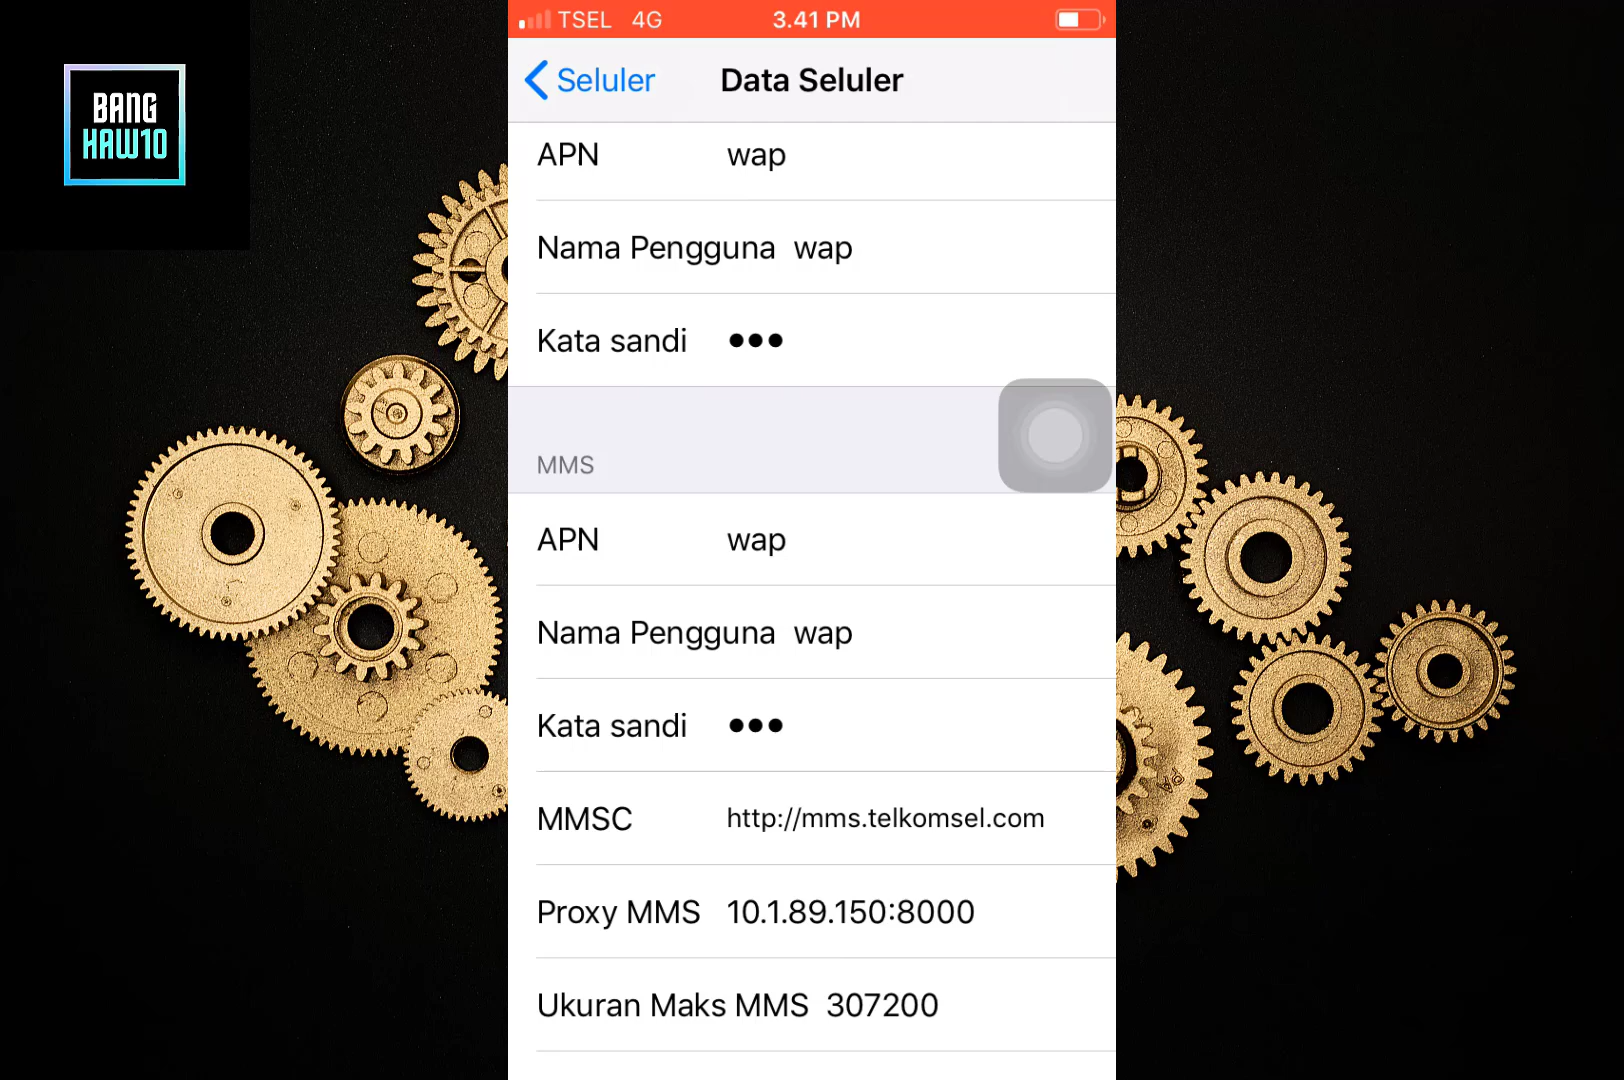 BANG
HAW10
TSEL 4G 3.41 PM
Seluler Data Seluler
APN wap
Nama Pengguna wap
Kata sandi •••
MMS
APN wap
Nama Pengguna wap
Kata sandi •••
MMSC http://mms.telkomsel.com
Proxy MMS 10.1.89.150:8000
Ukuran Maks MMS 307200